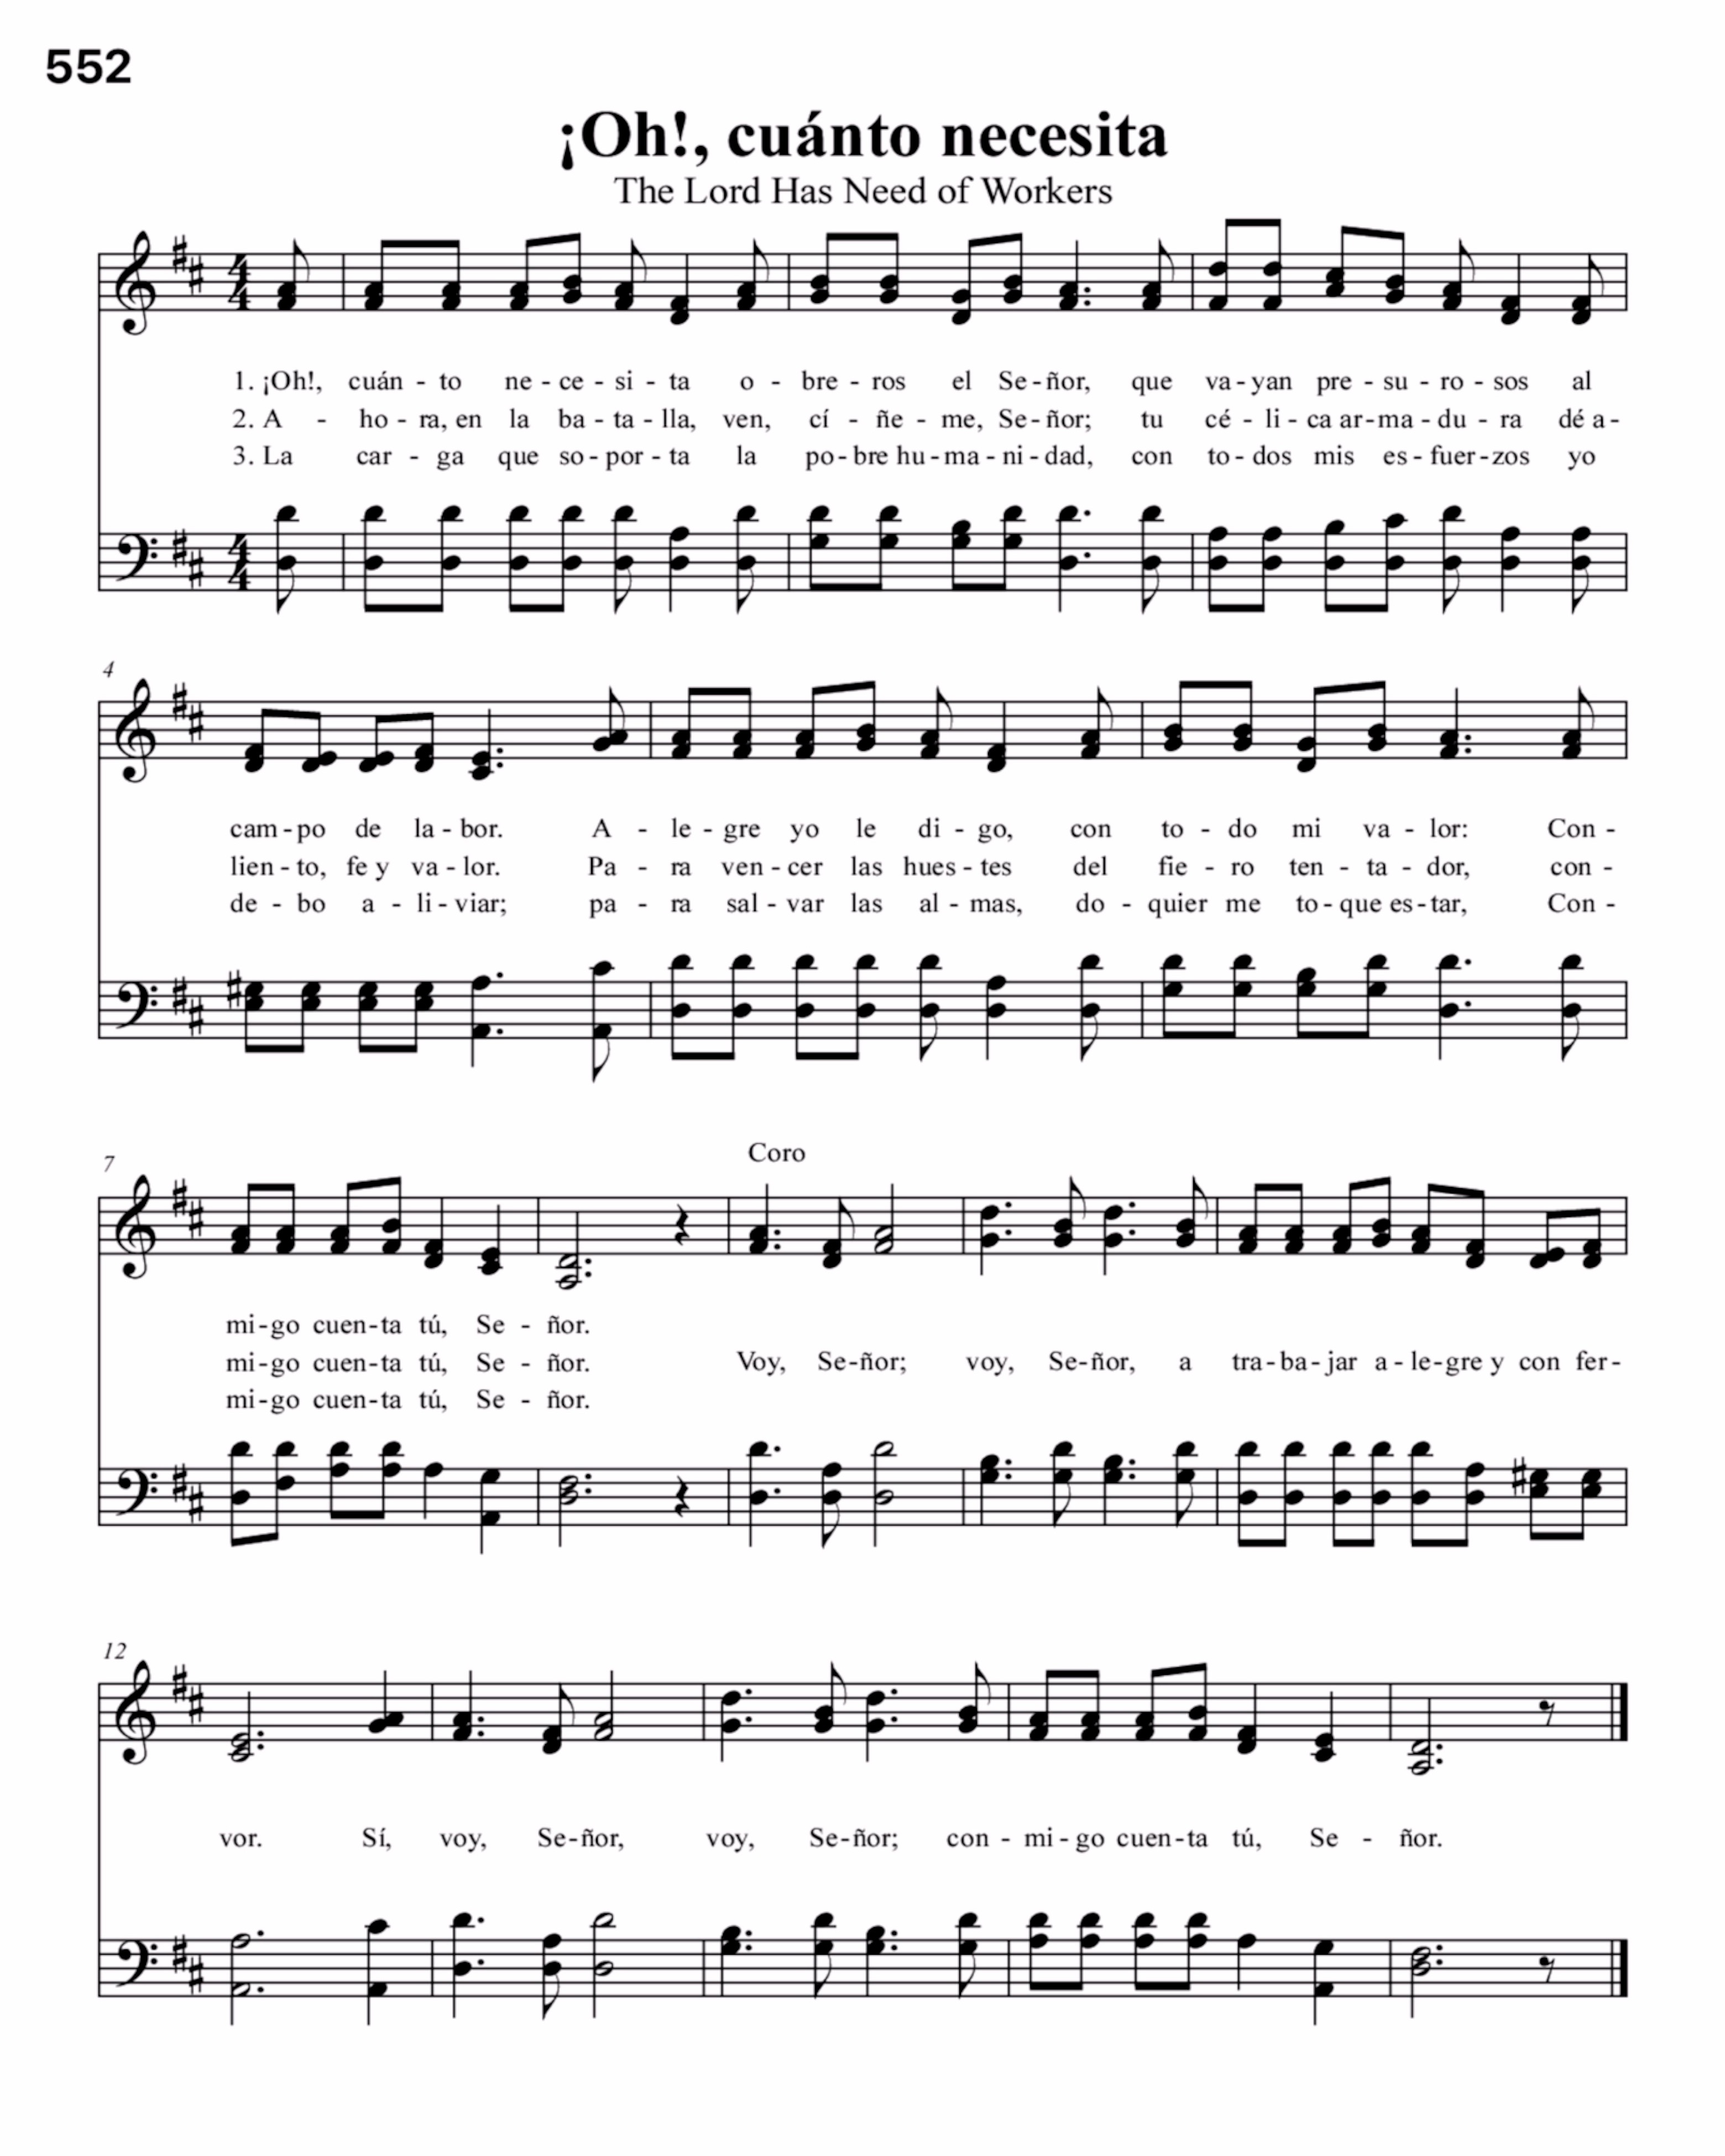 552
¡Oh!, cuánto necesita
The Lord Has Need of Workers
1. ¡Oh!, cuán - to ne - ce - si - ta o - bre - ros el Se - ñor, que va - yan pre - su - ro - sos al
2. A - ho - ra, en la ba - ta - lla, ven, cí - ñe - me, Se - ñor; tu cé - li - ca ar - ma - du - ra dé a -
3. La car - ga que so - por - ta la po - bre hu - ma - ni - dad, con to - dos mis es - fuer - zos yo
4
cam - po de la - bor. A - le - gre yo le di - go, con to - do mi va - lor: Con -
lien - to, fe y va - lor. Pa - ra ven - cer las hues - tes del fie - ro ten - ta - dor, con -
de - bo a - li - viar; pa - ra sal - var las al - mas, do - quier me to - que es - tar, Con -
7
Coro
mi - go cuen - ta tú, Se - ñor.
mi - go cuen - ta tú, Se - ñor. Voy, Se - ñor; voy, Se - ñor, a tra - ba - jar a - le - gre y con fer -
mi - go cuen - ta tú, Se - ñor.
12
vor. Sí, voy, Se - ñor, voy, Se - ñor; con - mi - go cuen - ta tú, Se - ñor.